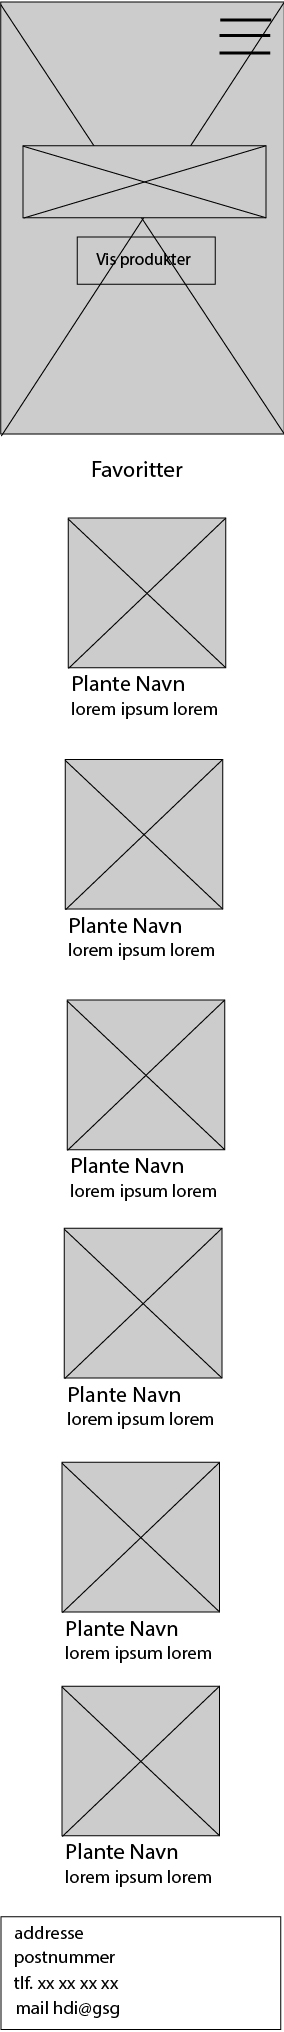 Vis produkter
Favoritter
Plante Navn
lorem ipsum lorem
Plante Navn
lorem ipsum lorem
Plante Navn
lorem ipsum lorem
Plante Navn
lorem ipsum lorem
Plante Navn
lorem ipsum lorem
Plante Navn
lorem ipsum lorem
addresse
postnummer
tlf. xx xx xx xx
mail hdi@gsg